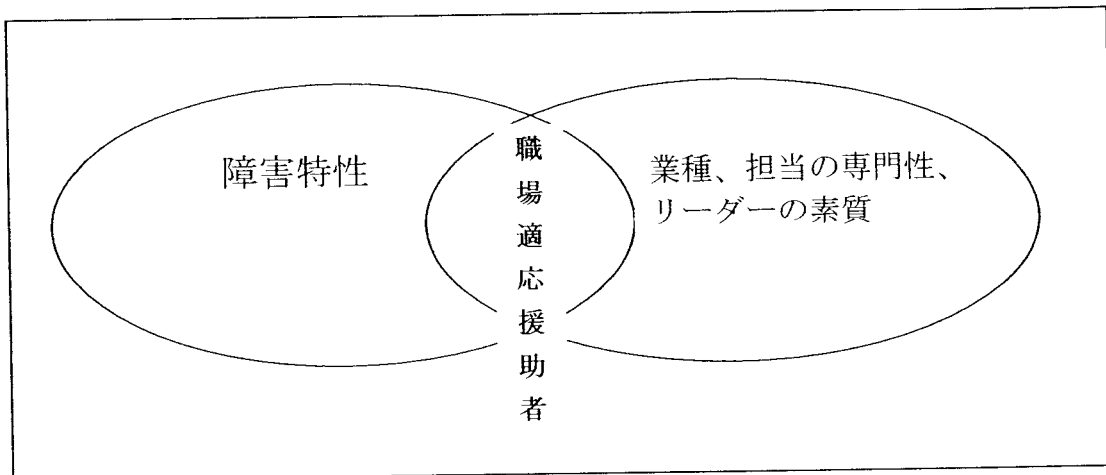 障害特性
職場適応援助者
業種、担当の専門性、
リーダーの素質